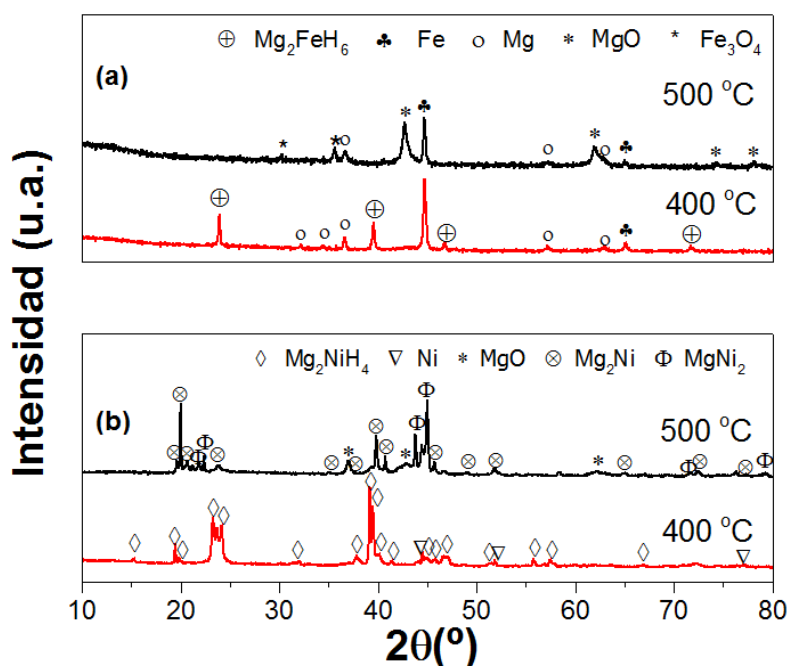 ⊕ Mg₂FeH₆ ♣ Fe o Mg * MgO * Fe₃O₄
(a)
500 °C
400 °C
Intensidad (u.a.)
◊ Mg₂NiH₄ ∇ Ni * MgO ⊗ Mg₂Ni Φ MgNi₂
(b)
500 °C
400 °C
10 20 30 40 50 60 70 80
2θ(º)